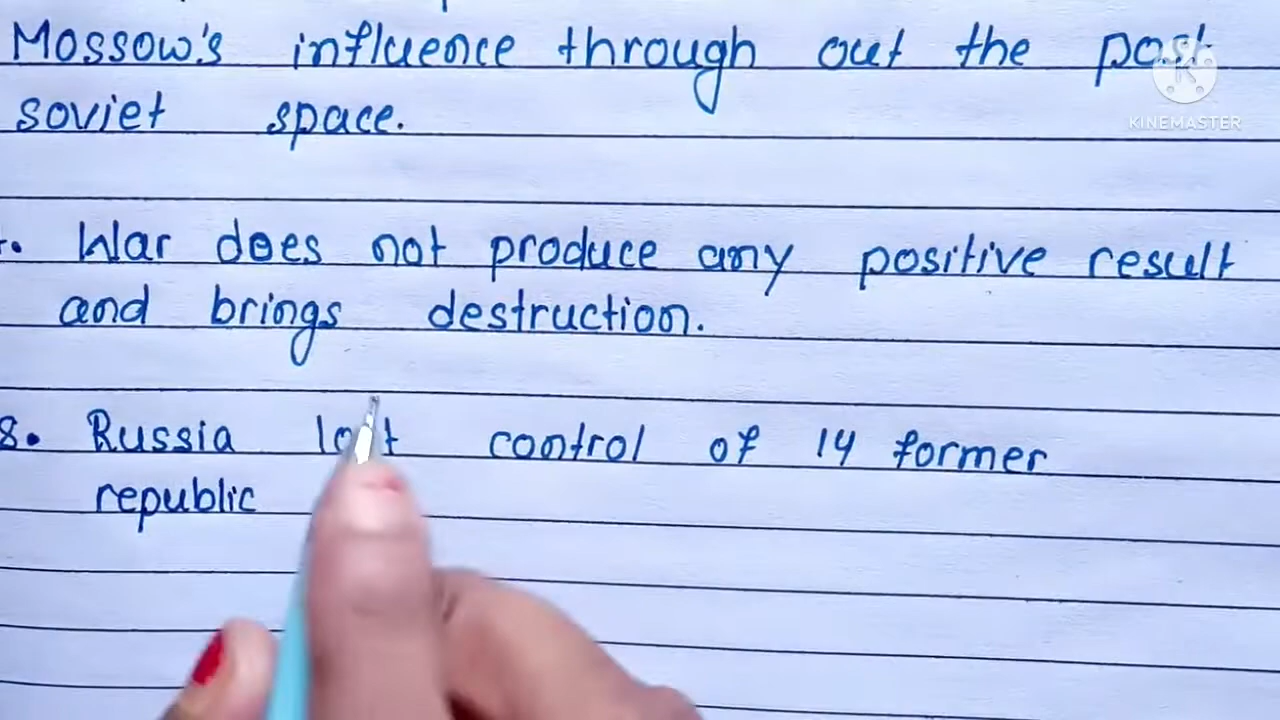 Mossow's influence through out the post
soviet space.
KINEMASTER
War does not produce any positive result
and brings destruction.
8. Russia lost control of 14 former
republic